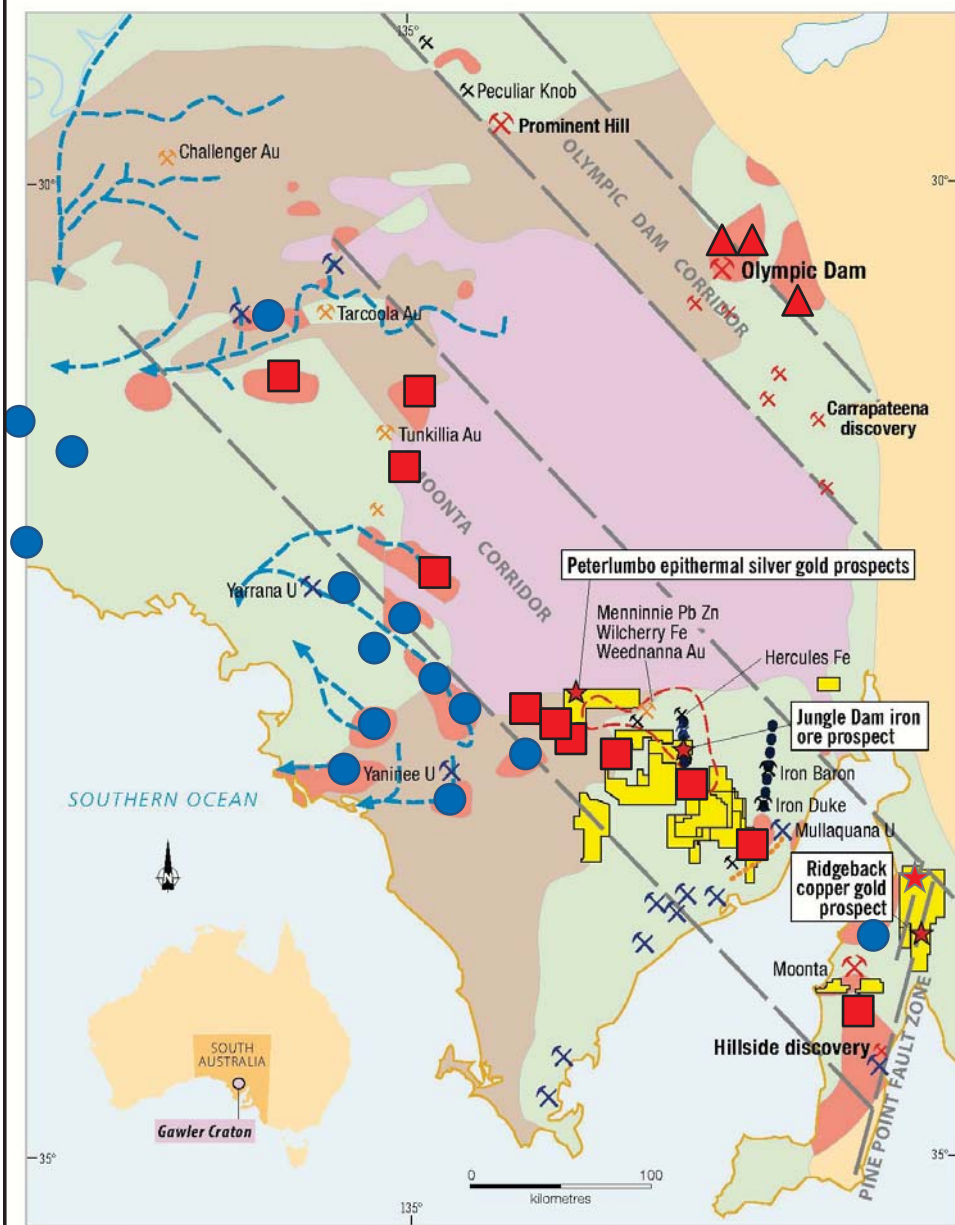 135°
Peculiar Knob
Prominent Hill
Challenger Au
30°
30°
OLYMPIC DAM CORRIDOR
Olympic Dam
Tarcoola Au
Carrapateena
discovery
Tunkillia Au
MOONTA CORRIDOR
Peterlumbo epithermal silver gold prospects
Yarrana U
Menninnie Pb Zn
Wilcherry Fe
Weednanna Au
Hercules Fe
Jungle Dam iron
ore prospect
Yaninee U
Iron Baron
SOUTHERN OCEAN
Iron Duke
Mullaquana U
N
Ridgeback
copper gold
prospect
Moonta
SOUTH
AUSTRALIA
Hillside discovery
PINE POINT FAULT ZONE
Gawler Craton
35°
35°
0 100
kilometres
135°